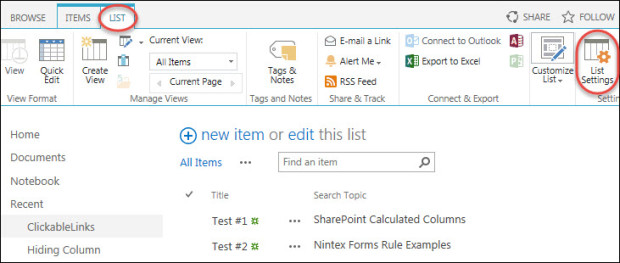 BROWSE ITEMS LIST SHARE FOLLOW
View
Quick Edit
Create View
Current View:
All Items
Current Page
Tags & Notes
E-mail a Link
Alert Me
RSS Feed
Connect to Outlook
Export to Excel
Customize List
List Settings
View Format Manage Views Tags and Notes Share & Track Connect & Export Settin
Home
Documents
Notebook
Recent
ClickableLinks
Hiding Column
new item or edit this list
All Items ••• Find an item
Title Search Topic
Test #1 ••• SharePoint Calculated Columns
Test #2 ••• Nintex Forms Rule Examples